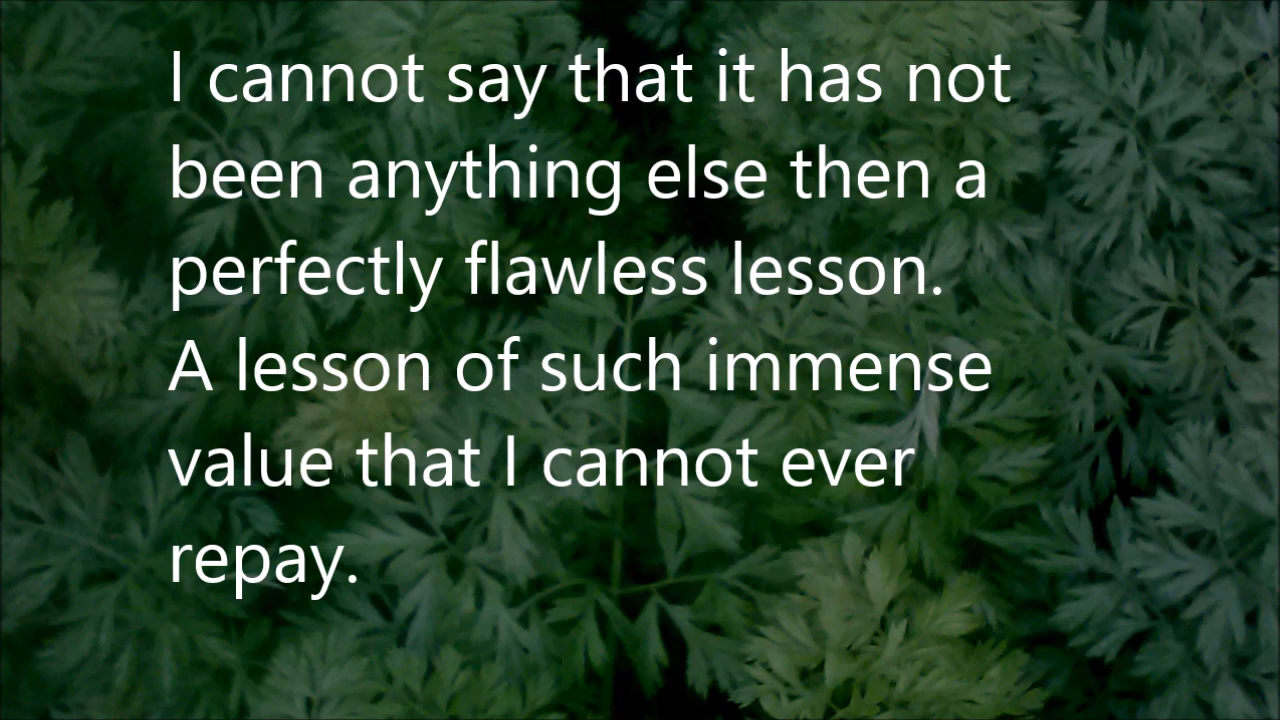 I cannot say that it has not
been anything else then a
perfectly flawless lesson.
A lesson of such immense
value that I cannot ever
repay.